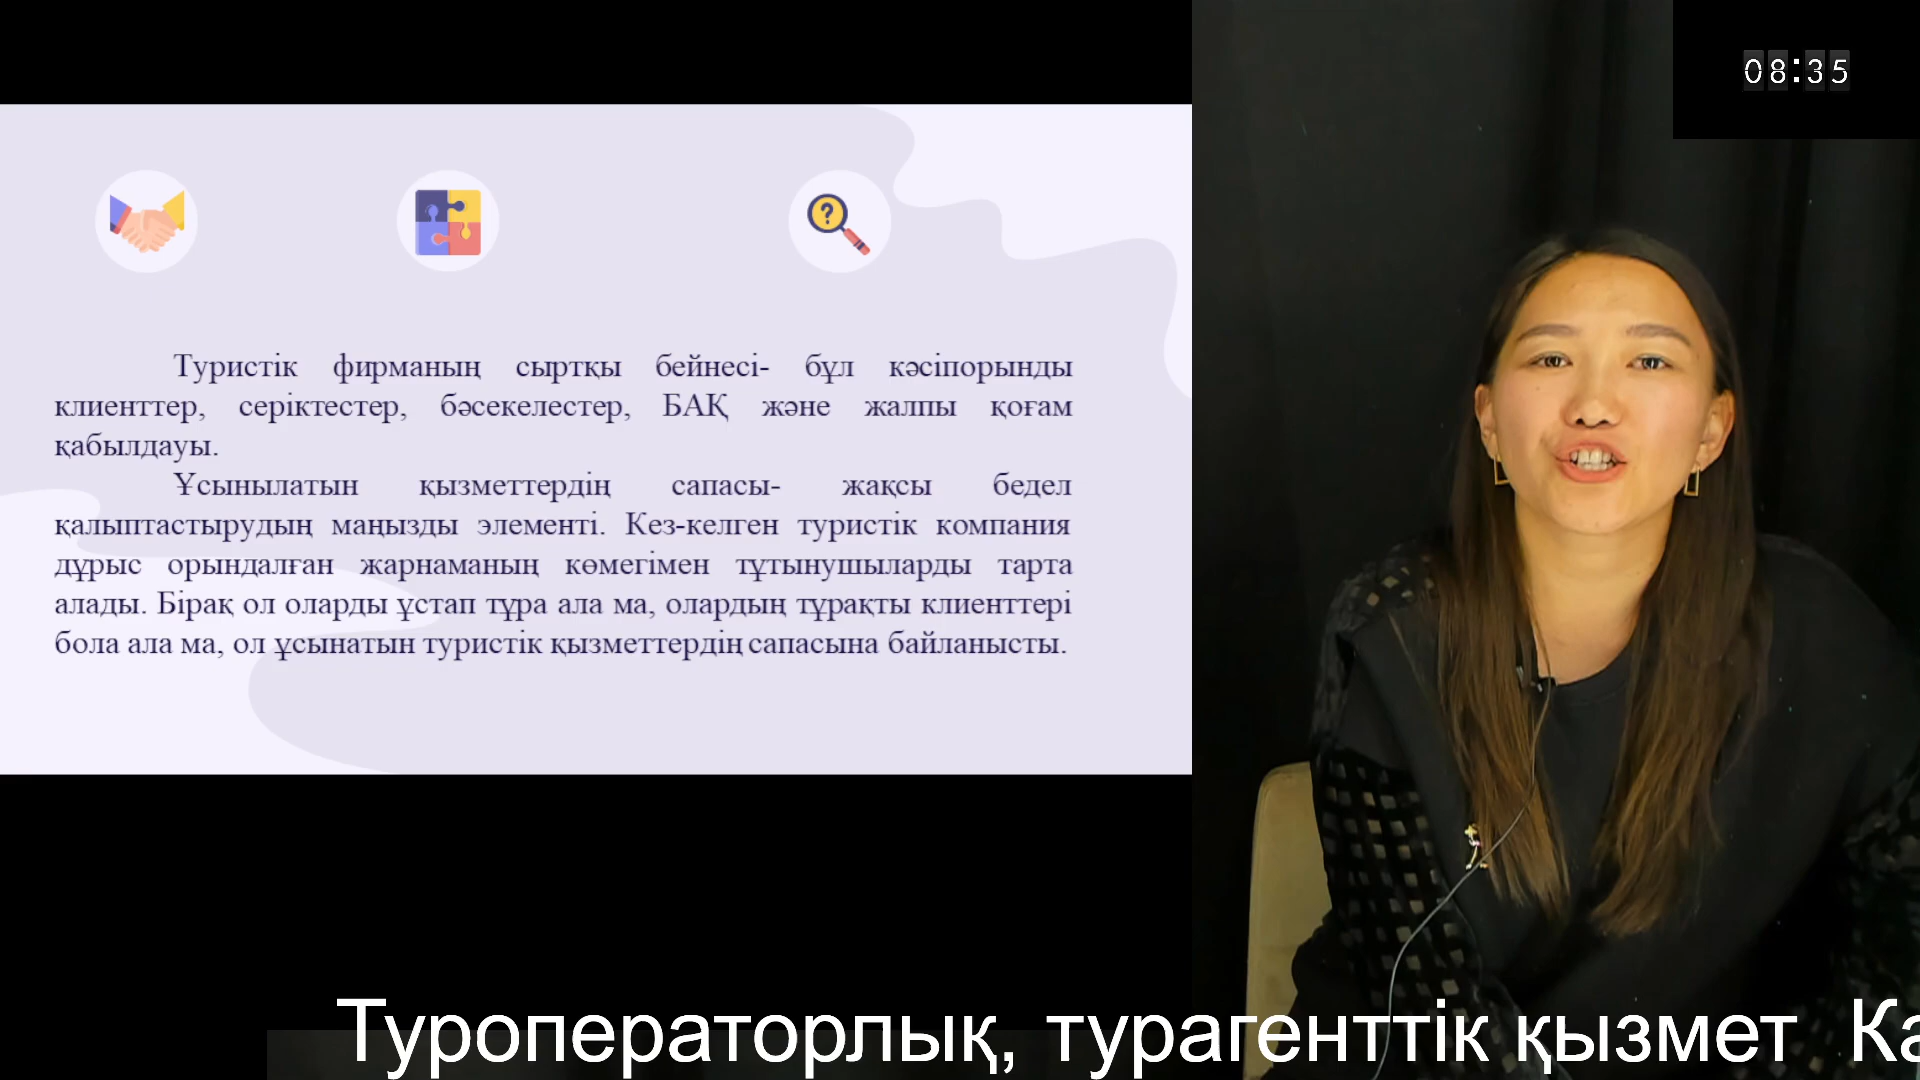 08:35
Туристік фирманың сыртқы бейнесі- бұл кәсіпорынды
клиенттер, серіктестер, бәсекелестер, БАҚ және жалпы қоғам
қабылдауы.
Ұсынылатын қызметтердің сапасы- жақсы бедел
қалыптастырудың маңызды элементі. Кез-келген туристік компания
дұрыс орындалған жарнаманың көмегімен тұтынушыларды тарта
алады. Бірақ ол оларды ұстап тұра ала ма, олардың тұрақты клиенттері
бола ала ма, ол ұсынатын туристік қызметтердің сапасына байланысты.
Туроператорлық, турагенттік қызмет